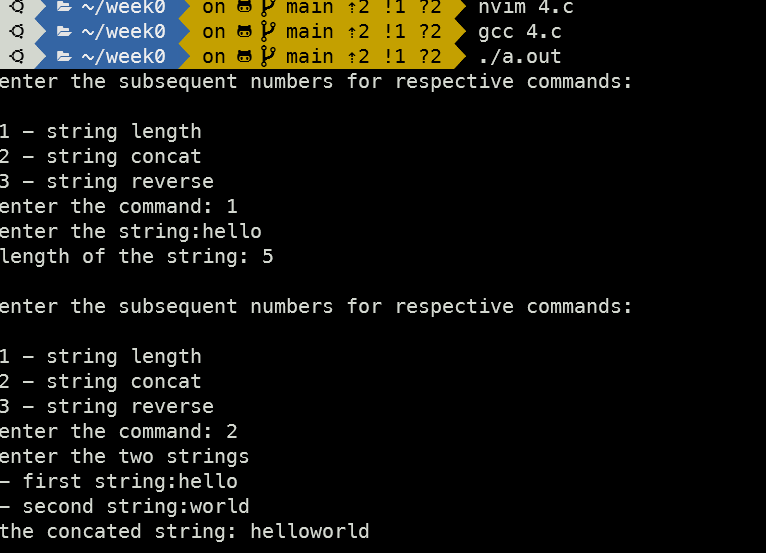 ~/week0 on main ⇡2 !1 ?2 nvim 4.c
~/week0 on main ⇡2 !1 ?2 gcc 4.c
~/week0 on main ⇡2 !1 ?2 ./a.out
enter the subsequent numbers for respective commands:
1 - string length
2 - string concat
3 - string reverse
enter the command: 1
enter the string:hello
length of the string: 5
enter the subsequent numbers for respective commands:
1 - string length
2 - string concat
3 - string reverse
enter the command: 2
enter the two strings
- first string:hello
- second string:world
the concated string: helloworld